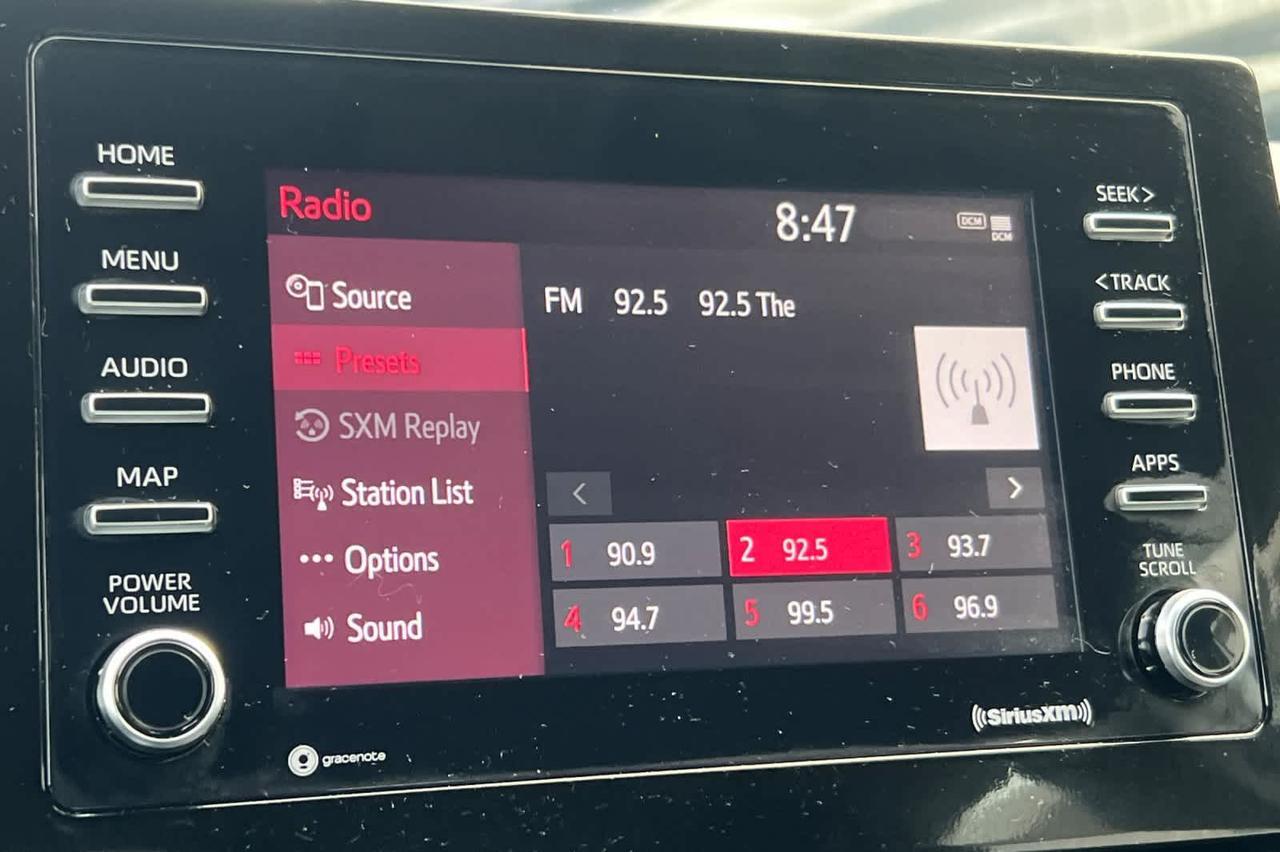 HOME
MENU
AUDIO
MAP
POWER
VOLUME
Radio
8:47
DCM
DCM
Source
Presets
SXM Replay
Station List
Options
Sound
FM 92.5 92.5 The
< >
1 90.9 2 92.5 3 93.7
4 94.7 5 99.5 6 96.9
SEEK >
< TRACK
PHONE
APPS
TUNE
SCROLL
gracenote
((SiriusXM))